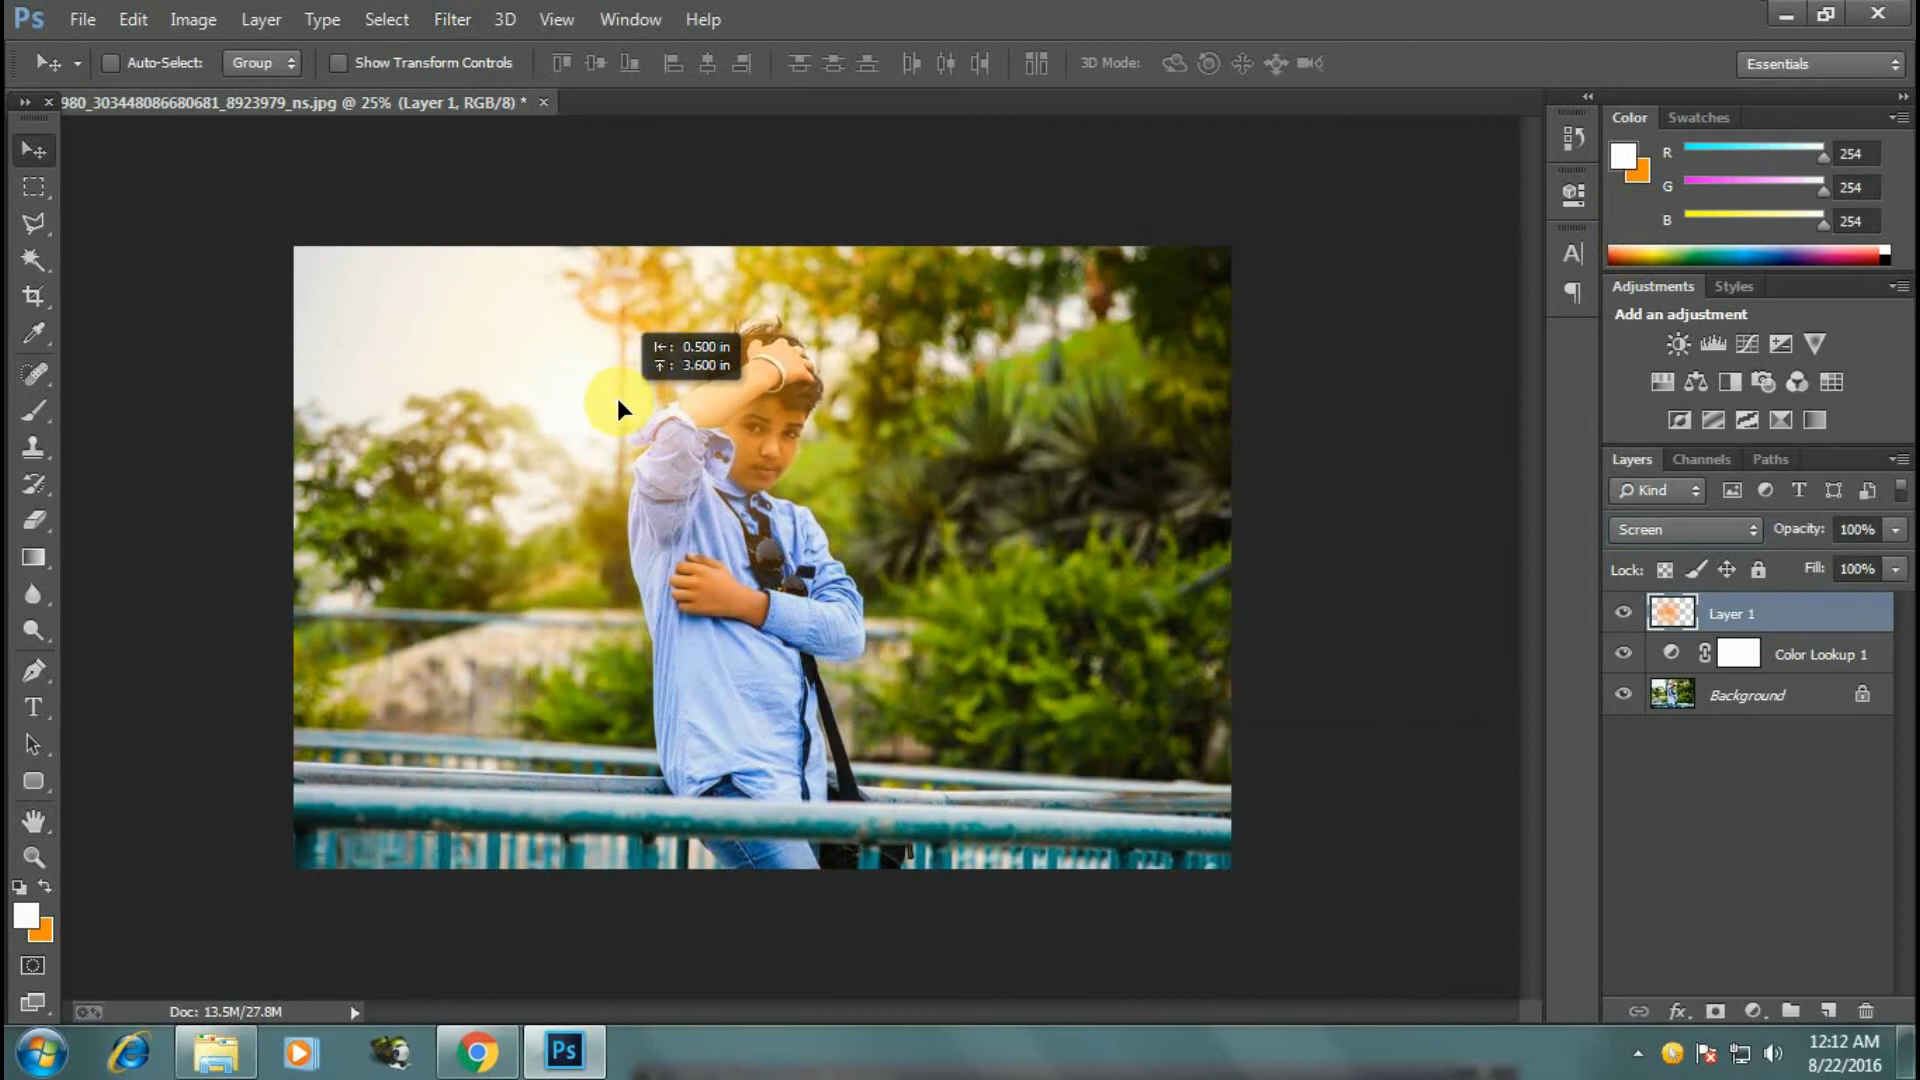 Ps File Edit Image Layer Type Select Filter 3D View Window Help
Auto-Select: Group Show Transform Controls 3D Mode: Essentials
980_303448086680681_8923979_ns.jpg @ 25% (Layer 1, RGB/8) *
Color Swatches
R 254
G 254
B 254
Adjustments Styles
Add an adjustment
0.500 in
3.600 in
Layers Channels Paths
Kind
Screen Opacity: 100%
Lock: Fill: 100%
Layer 1
Color Lookup 1
Background
Doc: 13.5M/27.8M
Ps
12:12 AM
8/22/2016